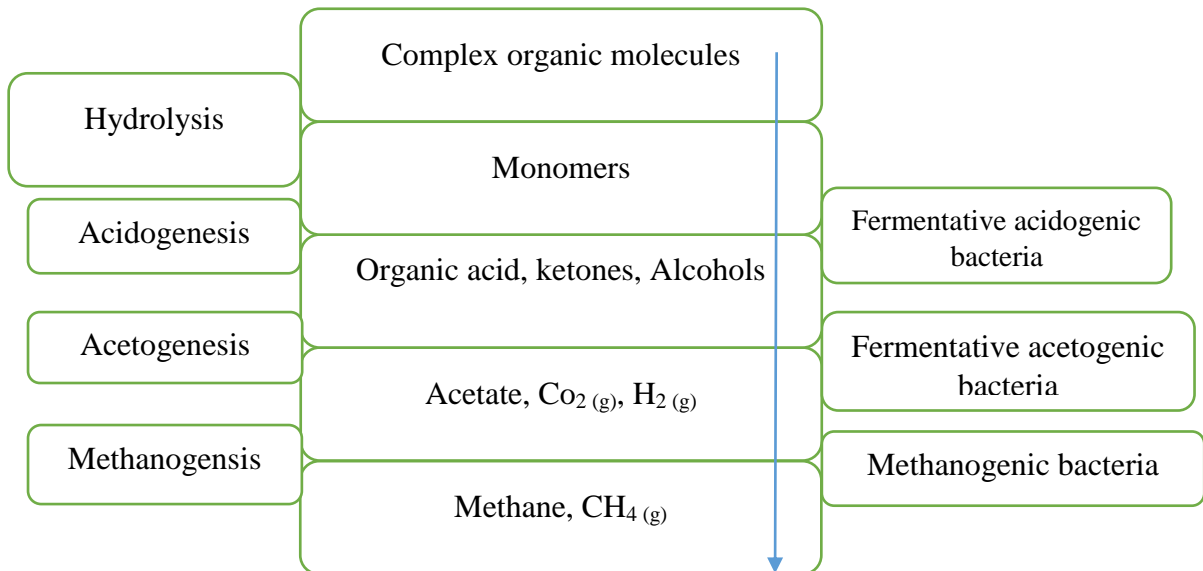 Complex organic molecules
Hydrolysis
Monomers
Acidogenesis
Fermentative acidogenic
bacteria
Organic acid, ketones, Alcohols
Acetogenesis
Fermentative acetogenic
bacteria
Acetate, Co2 (g), H2 (g)
Methanogensis
Methanogenic bacteria
Methane, CH4 (g)